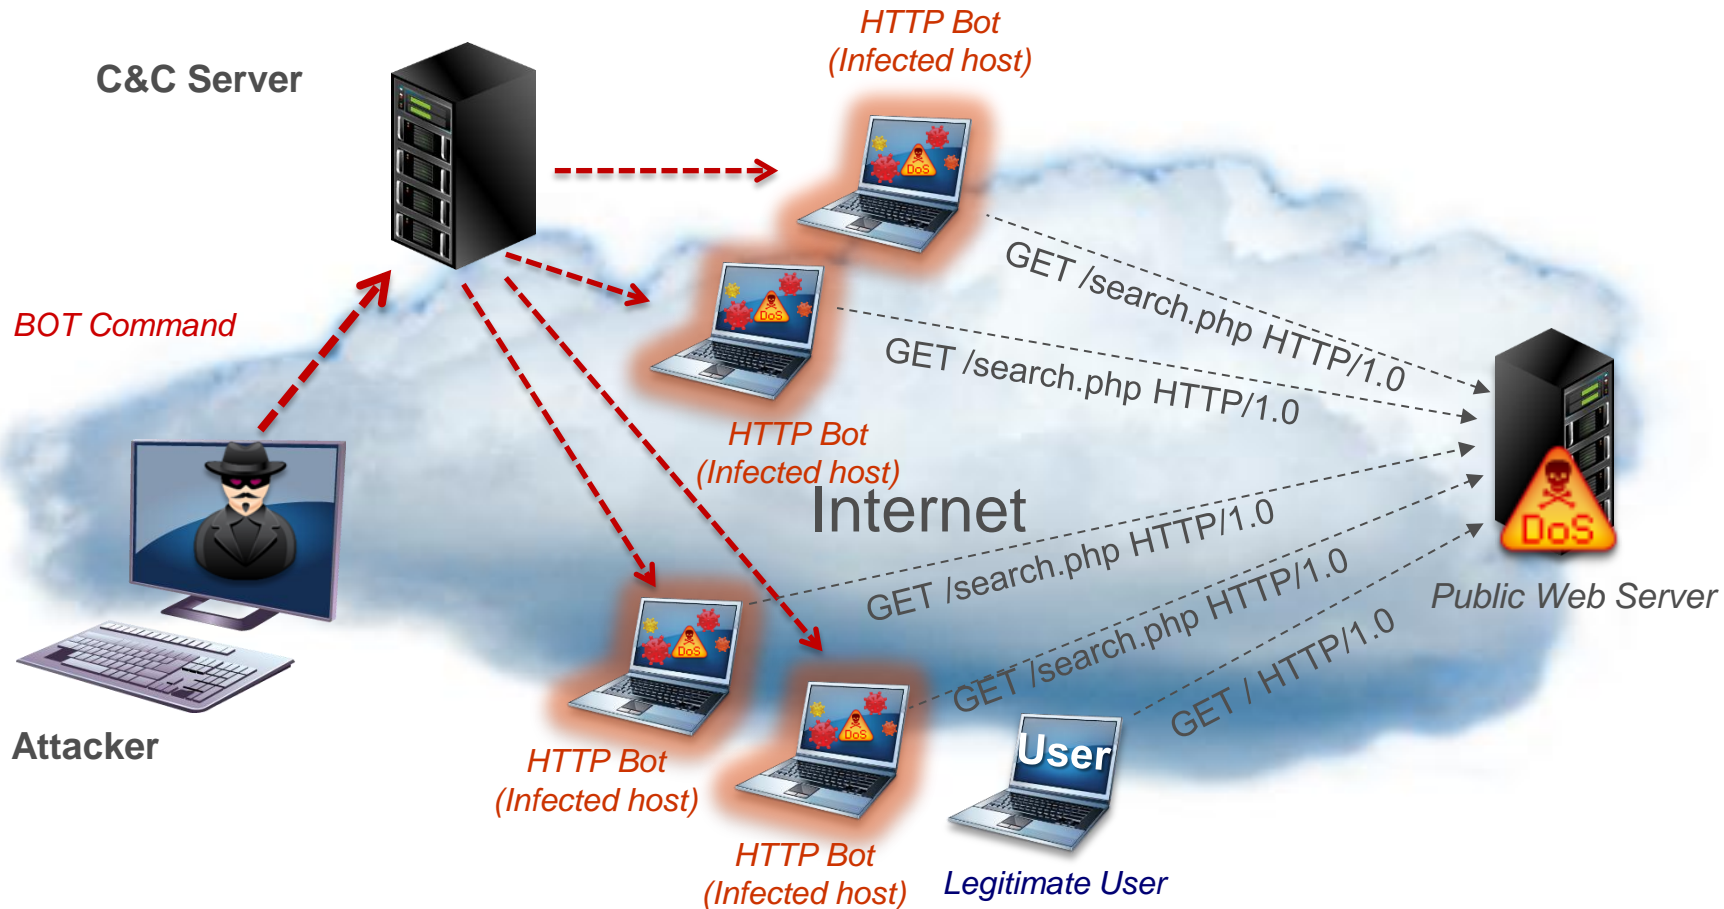 HTTP Bot
(Infected host)
C&C Server
DoS
GET /search.php HTTP/1.0
BOT Command
DoS
GET /search.php HTTP/1.0
HTTP Bot
(Infected host)
Internet
GET /search.php HTTP/1.0
DoS
Public Web Server
GET /search.php HTTP/1.0
GET / HTTP/1.0
DoS
DoS
User
Attacker
HTTP Bot
(Infected host)
HTTP Bot
(Infected host)
Legitimate User